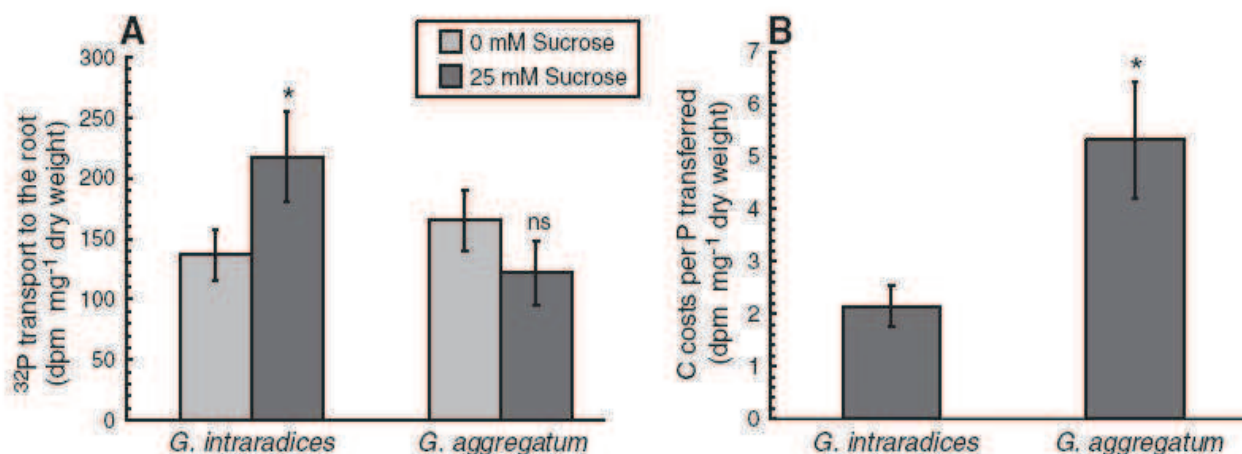 A
0 mM Sucrose
25 mM Sucrose
³²P transport to the root
(dpm mg⁻¹ dry weight)
300
250
200
150
100
50
0
*
ns
G. intraradices
G. aggregatum
B
C costs per P transferred
(dpm mg⁻¹ dry weight)
7
6
5
4
3
2
1
0
*
G. intraradices
G. aggregatum